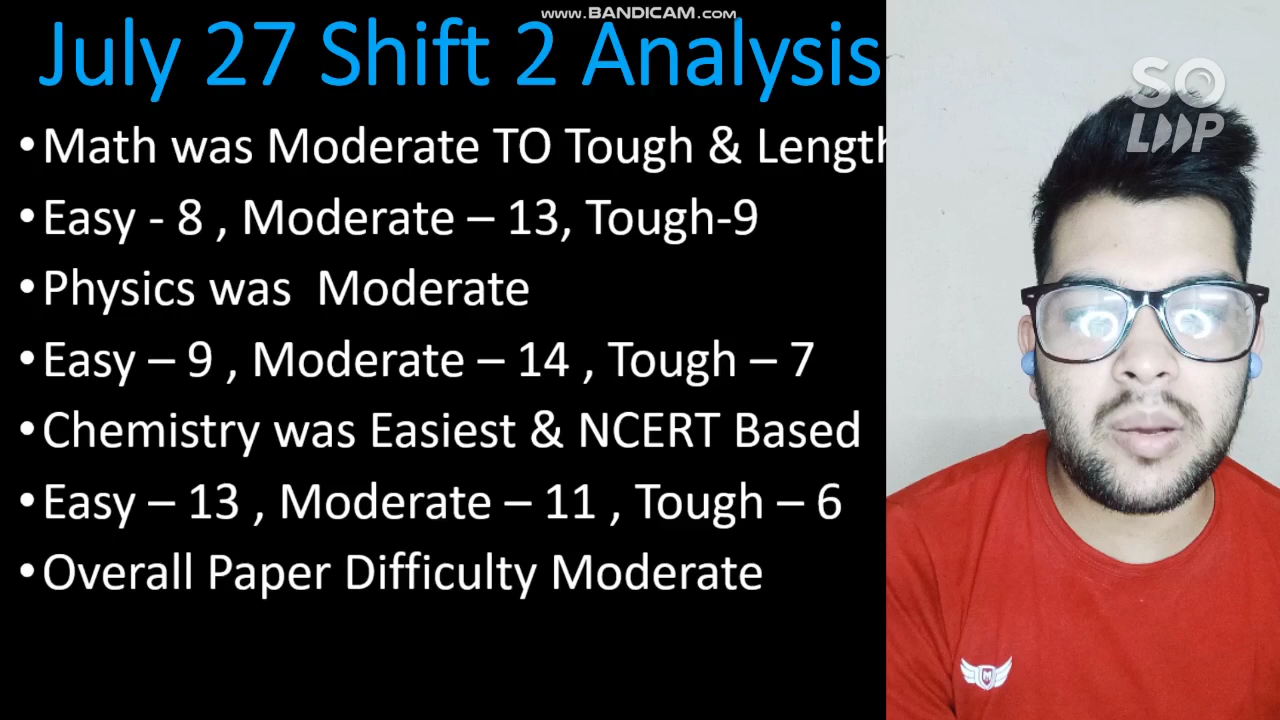 www.BANDICAM.com
July 27 Shift 2 Analysis
•Math was Moderate TO Tough & Length
•Easy - 8 , Moderate – 13, Tough-9
•Physics was Moderate
•Easy – 9 , Moderate – 14 , Tough – 7
•Chemistry was Easiest & NCERT Based
•Easy – 13 , Moderate – 11 , Tough – 6
•Overall Paper Difficulty Moderate
SO
LOOP